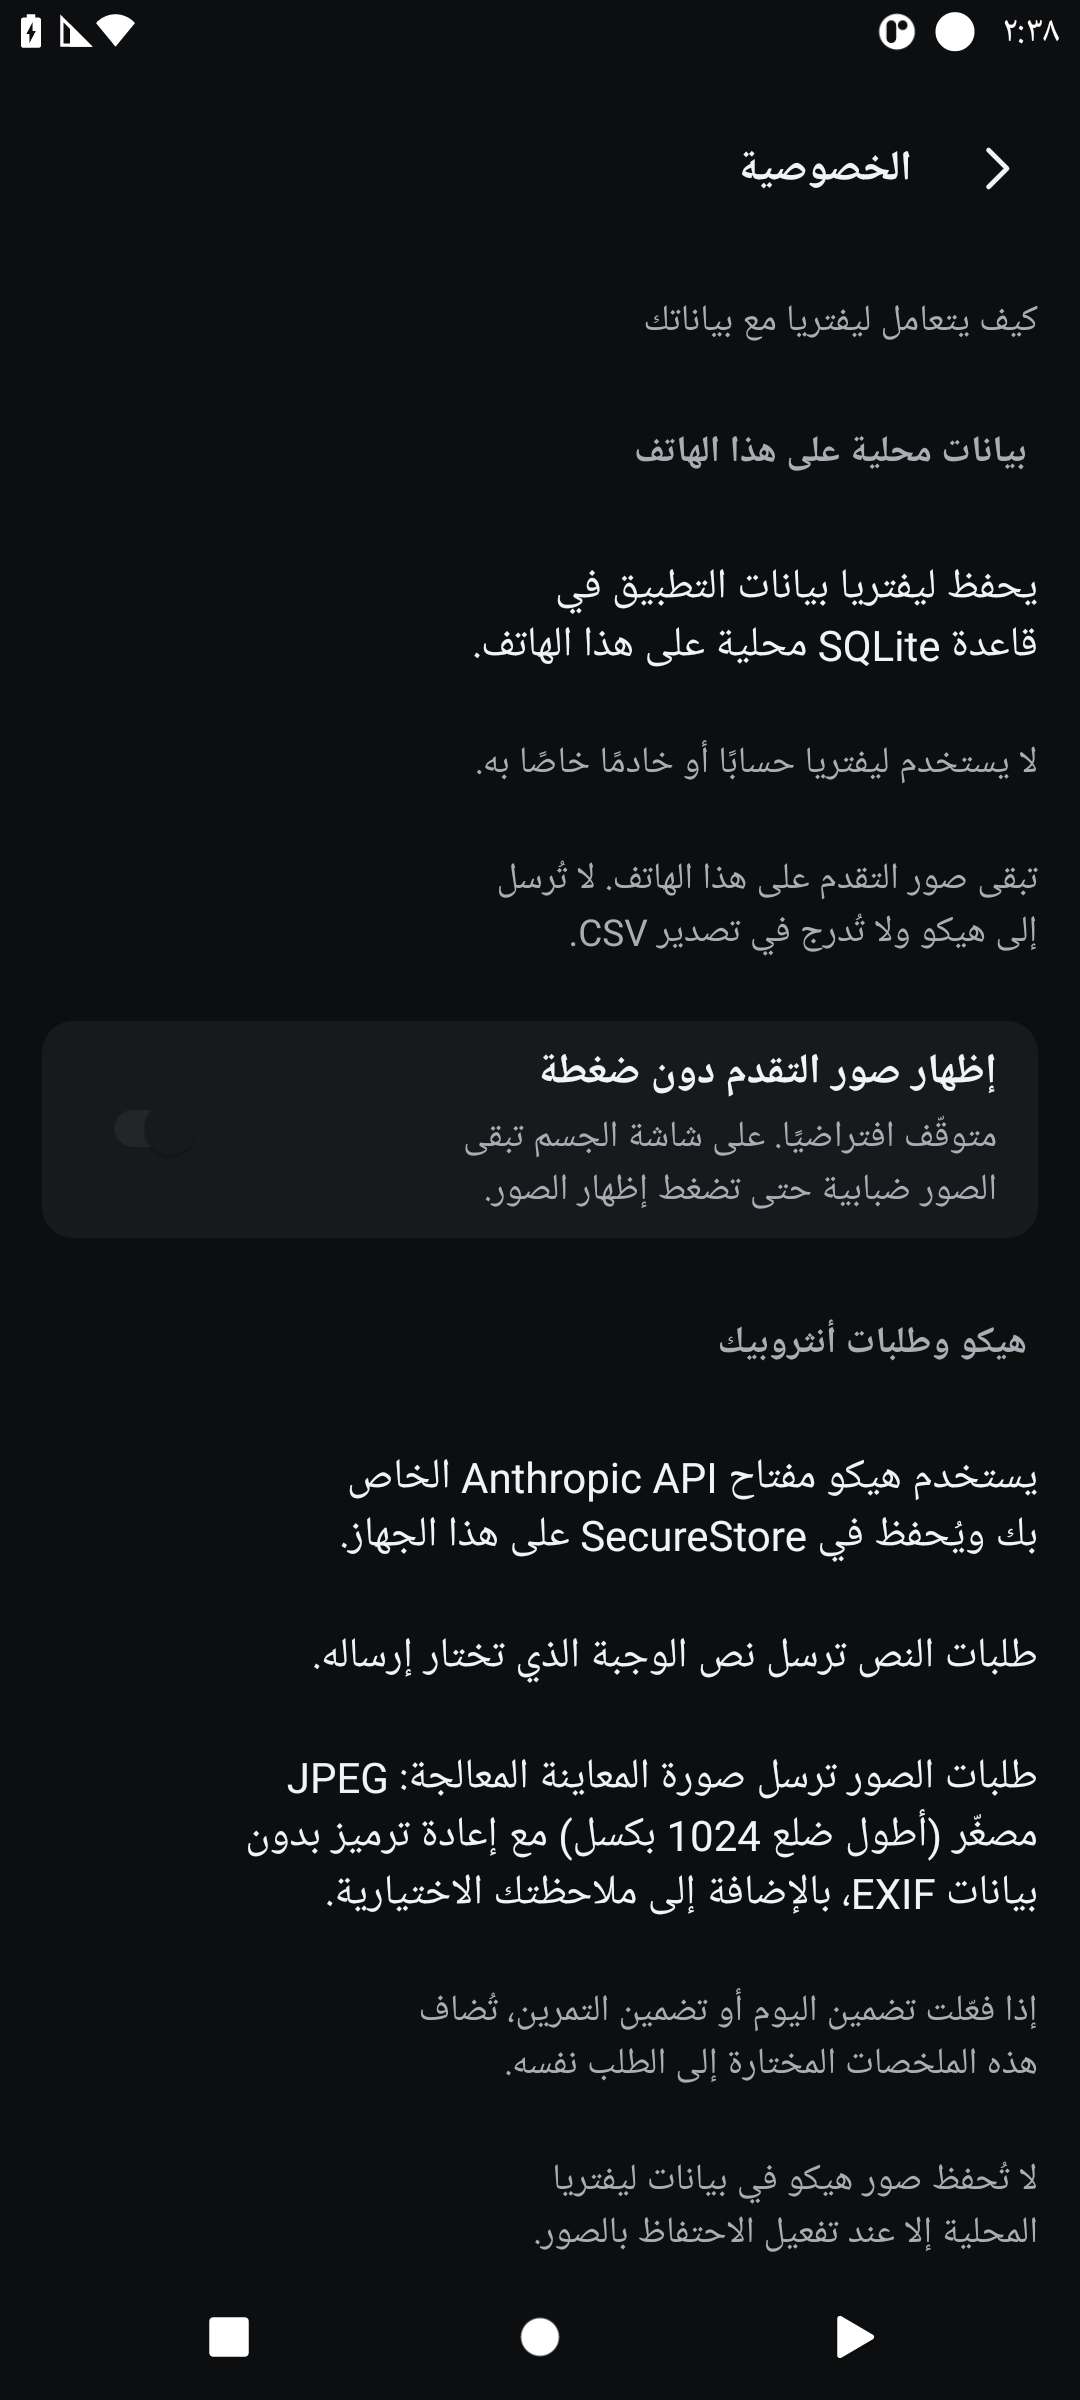 ٢:٣٨
الخصوصية
كيف يتعامل ليفتريا مع بياناتك
بيانات محلية على هذا الهاتف
يحفظ ليفتريا بيانات التطبيق في
قاعدة SQLite محلية على هذا الهاتف.
لا يستخدم ليفتريا حسابًا أو خادمًا خاصًا به.
تبقى صور التقدم على هذا الهاتف. لا تُرسل
إلى هيكو ولا تُدرج في تصدير CSV.
إظهار صور التقدم دون ضغطة
متوقّف افتراضيًا. على شاشة الجسم تبقى
الصور ضبابية حتى تضغط إظهار الصور.
هيكو وطلبات أنثروبيك
يستخدم هيكو مفتاح Anthropic API الخاص
بك ويُحفظ في SecureStore على هذا الجهاز.
طلبات النص ترسل نص الوجبة الذي تختار إرساله.
طلبات الصور ترسل صورة المعاينة المعالجة: JPEG
مصغّر (أطول ضلع 1024 بكسل) مع إعادة ترميز بدون
بيانات EXIF، بالإضافة إلى ملاحظتك الاختيارية.
إذا فعّلت تضمين اليوم أو تضمين التمرين، تُضاف
هذه الملخصات المختارة إلى الطلب نفسه.
لا تُحفظ صور هيكو في بيانات ليفتريا
المحلية إلا عند تفعيل الاحتفاظ بالصور.